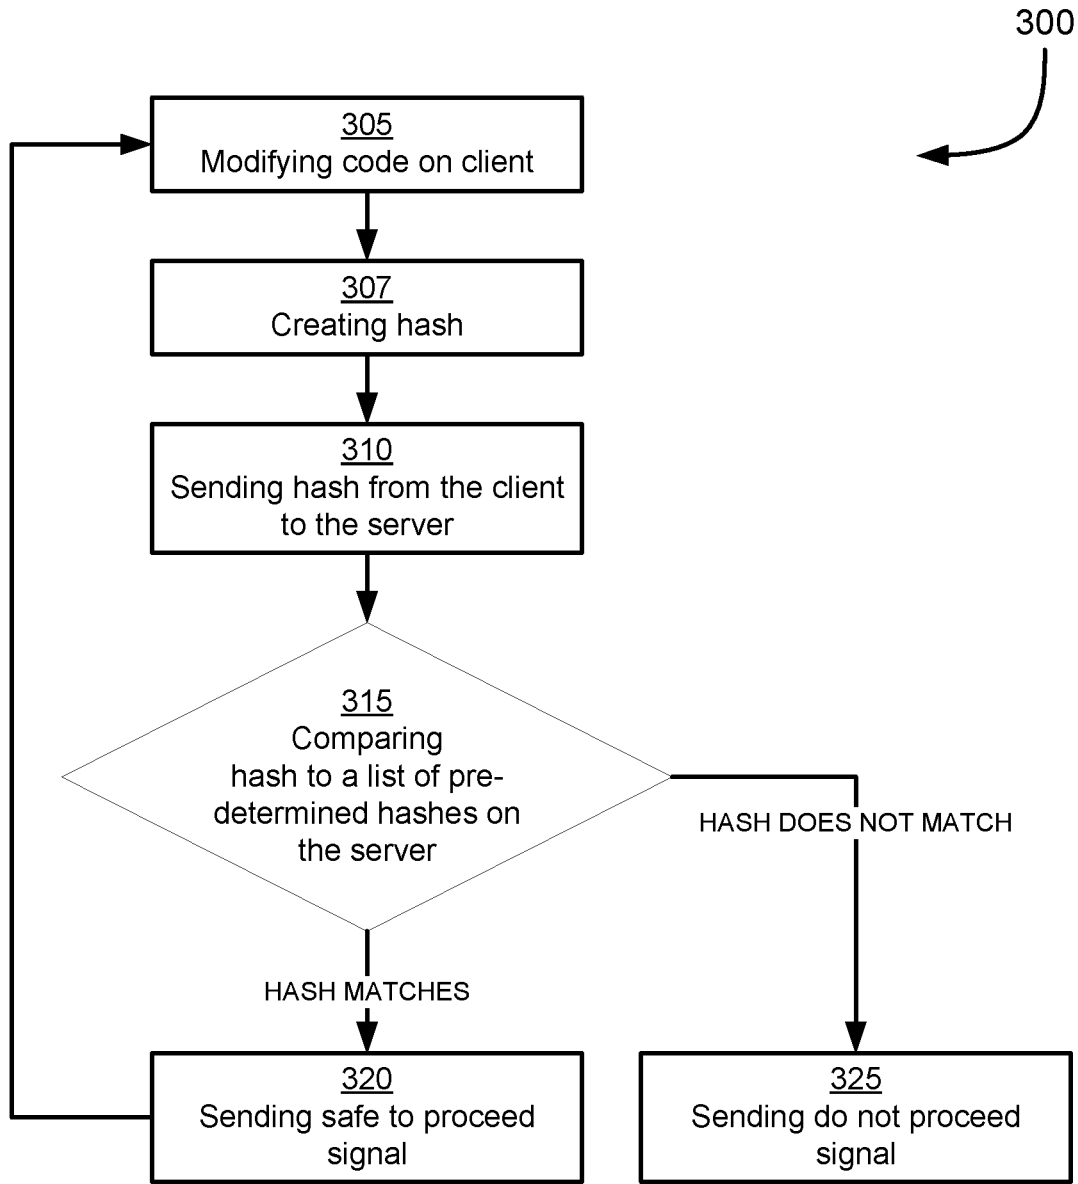 300
305
Modifying code on client
307
Creating hash
310
Sending hash from the client
to the server
315
Comparing
hash to a list of pre-
determined hashes on
the server
HASH DOES NOT MATCH
HASH MATCHES
320
Sending safe to proceed
signal
325
Sending do not proceed
signal